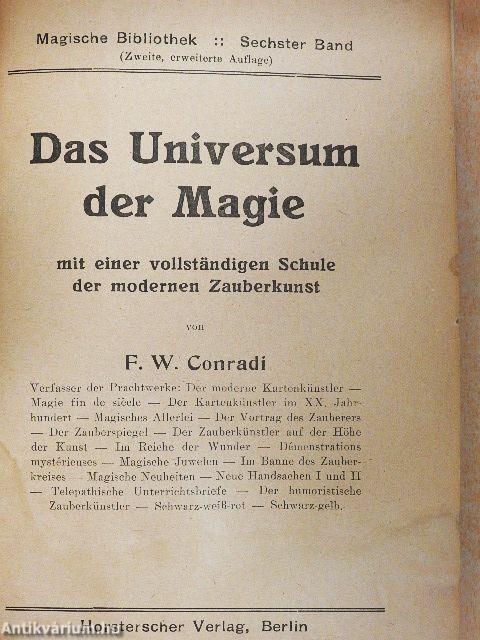 Magische Bibliothek :: Sechster Band
(Zweite, erweiterte Auflage)
Das Universum
der Magie
mit einer vollständigen Schule
der modernen Zauberkunst
von
F. W. Conradi
Verfasser der Prachtwerke: Der moderne Kartenkünstler —
Magie fin de siècle — Der Kartenkünstler im XX. Jahr-
hundert — Magisches Allerlei — Der Vortrag des Zauberers
— Der Zauberspiegel — Der Zauberkünstler auf der Höhe
der Kunst — Im Reiche der Wunder — Démonstrations
mystérienses — Magische Juwelen — Im Banne des Zauber-
kreises — Magische Neuheiten — Neue Handsachen I und II
— Telepathische Unterrichtsbriefe — Der humoristische
Zauberkünstler — Schwarz-weiß-rot — Schwarz-gelb.
Horsterscher Verlag, Berlin
Antikvárium.hu